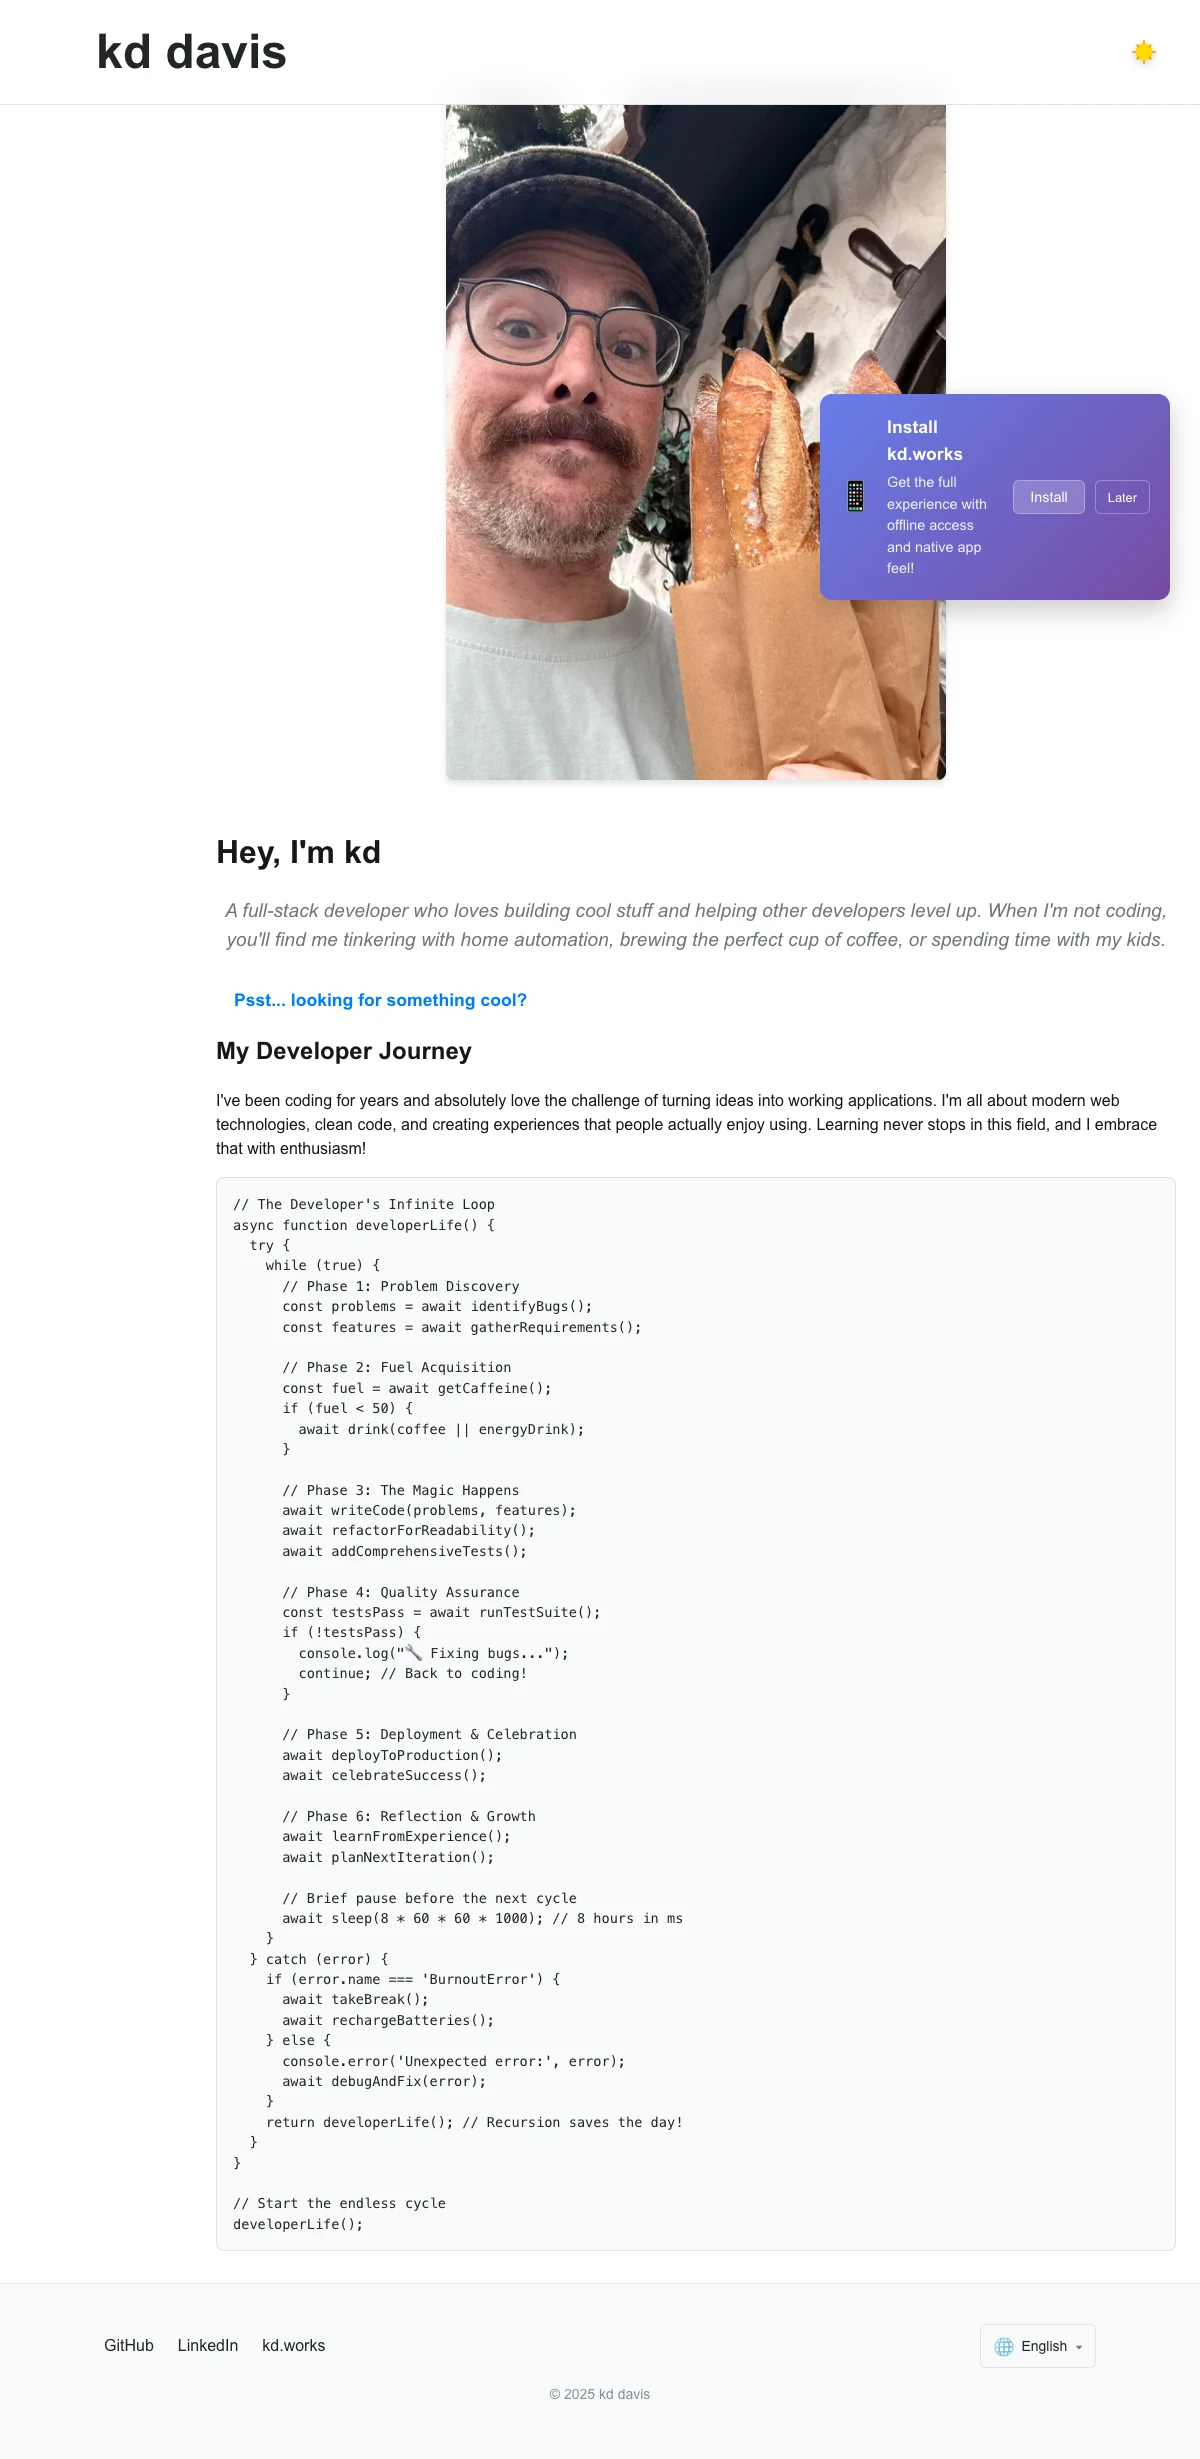 kd davis
Install
kd.works
Get the full
experience with
offline access
and native app
feel!
Install
Later
Hey, I'm kd
A full-stack developer who loves building cool stuff and helping other developers level up. When I'm not coding,
you'll find me tinkering with home automation, brewing the perfect cup of coffee, or spending time with my kids.
Psst... looking for something cool?
My Developer Journey
I've been coding for years and absolutely love the challenge of turning ideas into working applications. I'm all about modern web
technologies, clean code, and creating experiences that people actually enjoy using. Learning never stops in this field, and I embrace
that with enthusiasm!
// The Developer's Infinite Loop
async function developerLife() {
  try {
    while (true) {
      // Phase 1: Problem Discovery
      const problems = await identifyBugs();
      const features = await gatherRequirements();

      // Phase 2: Fuel Acquisition
      const fuel = await getCaffeine();
      if (fuel < 50) {
        await drink(coffee || energyDrink);
      }

      // Phase 3: The Magic Happens
      await writeCode(problems, features);
      await refactorForReadability();
      await addComprehensiveTests();

      // Phase 4: Quality Assurance
      const testsPass = await runTestSuite();
      if (!testsPass) {
        console.log("🔧 Fixing bugs...");
        continue; // Back to coding!
      }

      // Phase 5: Deployment & Celebration
      await deployToProduction();
      await celebrateSuccess();

      // Phase 6: Reflection & Growth
      await learnFromExperience();
      await planNextIteration();

      // Brief pause before the next cycle
      await sleep(8 * 60 * 60 * 1000); // 8 hours in ms
    }
  } catch (error) {
    if (error.name === 'BurnoutError') {
      await takeBreak();
      await rechargeBatteries();
    } else {
      console.error('Unexpected error:', error);
      await debugAndFix(error);
    }
    return developerLife(); // Recursion saves the day!
  }
}

// Start the endless cycle
developerLife();
GitHub LinkedIn kd.works
🌐 English
© 2025 kd davis